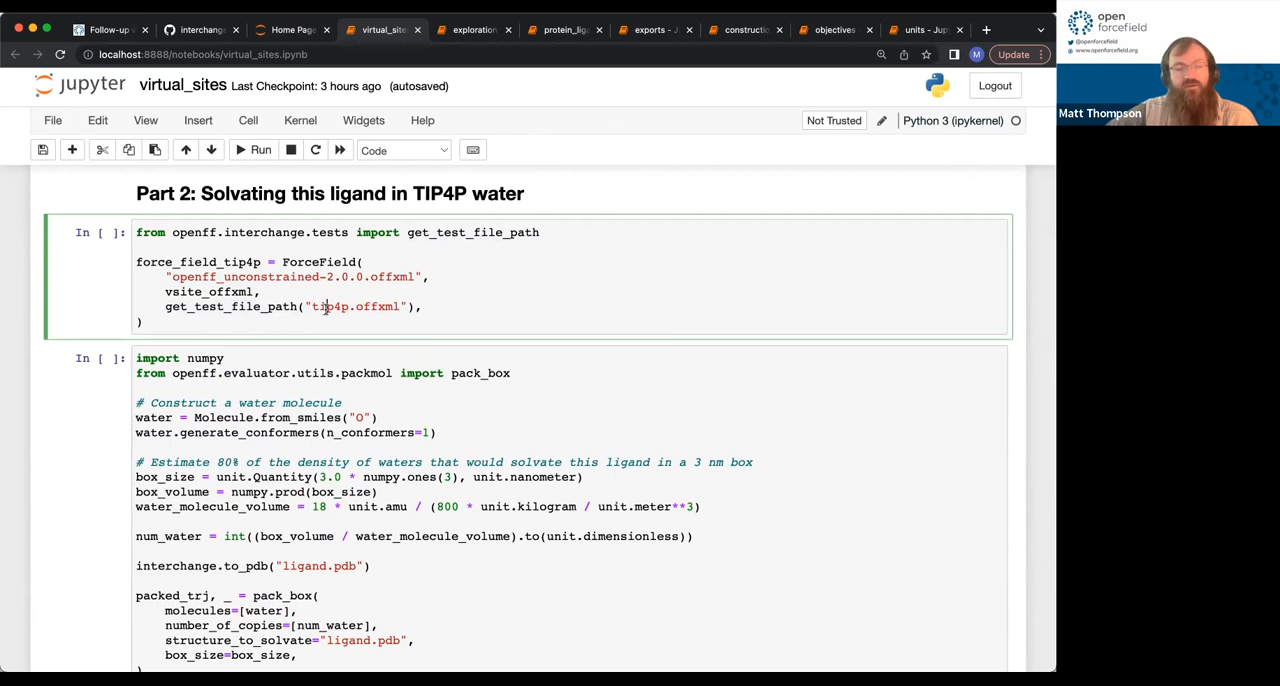 Follow-up w
interchang
Home Page
virtual_site
exploration
protein_liga
exports - J
constructio
objectives
units - Jup
localhost:8888/notebooks/virtual_sites.ipynb
M
Update
open
forcefield
@openforcefield
www.openforcefield.org
Matt Thompson
jupyter virtual_sites Last Checkpoint: 3 hours ago (autosaved)
Logout
File Edit View Insert Cell Kernel Widgets Help
Not Trusted
Python 3 (ipykernel)
Run
Code
Part 2: Solvating this ligand in TIP4P water
In [ ]: from openff.interchange.tests import get_test_file_path
force_field_tip4p = ForceField(
"openff_unconstrained-2.0.0.offxml",
vsite_offxml,
get_test_file_path("tip4p.offxml"),
)
In [ ]: import numpy
from openff.evaluator.utils.packmol import pack_box
# Construct a water molecule
water = Molecule.from_smiles("O")
water.generate_conformers(n_conformers=1)
# Estimate 80% of the density of waters that would solvate this ligand in a 3 nm box
box_size = unit.Quantity(3.0 * numpy.ones(3), unit.nanometer)
box_volume = numpy.prod(box_size)
water_molecule_volume = 18 * unit.amu / (800 * unit.kilogram / unit.meter**3)
num_water = int((box_volume / water_molecule_volume).to(unit.dimensionless))
interchange.to_pdb("ligand.pdb")
packed_trj, _ = pack_box(
molecules=[water],
number_of_copies=[num_water],
structure_to_solvate="ligand.pdb",
box_size=box_size,